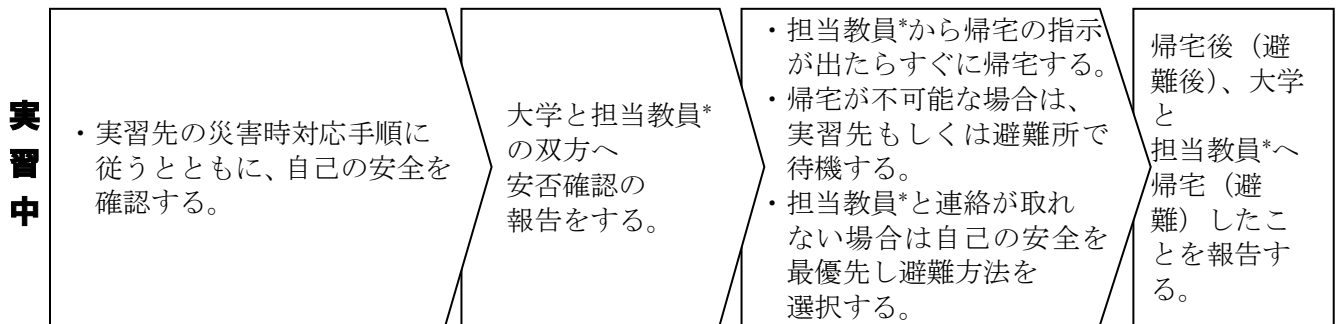 実習中
・実習先の災害時対応手順に
従うとともに、自己の安全を
確認する。
大学と担当教員*
の双方へ
安否確認の
報告をする。
・担当教員*から帰宅の指示
が出たらすぐに帰宅する。
・帰宅が不可能な場合は、
実習先もしくは避難所で
待機する。
・担当教員*と連絡が取れ
ない場合は自己の安全を
最優先し避難方法を
選択する。
帰宅後（避
難後）、大学
と
担当教員*へ
帰宅（避
難）したこ
とを報告す
る。